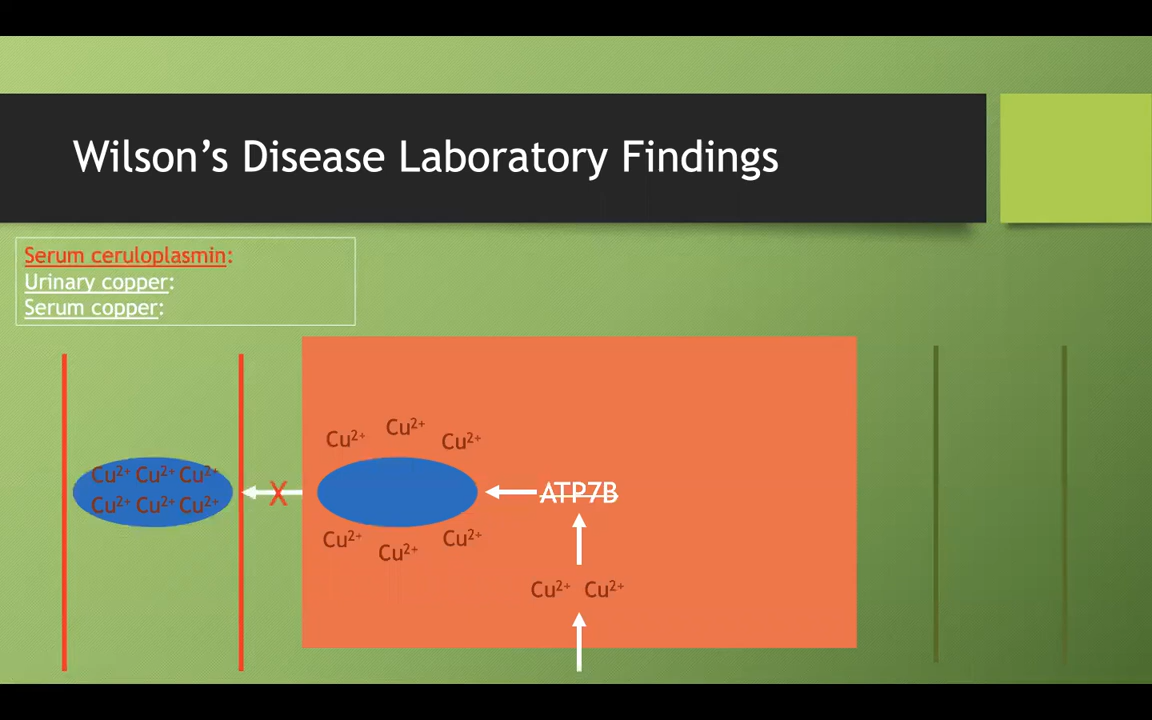 Wilson’s Disease Laboratory Findings
Serum ceruloplasmin:
Urinary copper:
Serum copper:
Cu²⁺ Cu²⁺ Cu²⁺
Cu²⁺ Cu²⁺ Cu²⁺
X
Cu²⁺ Cu²⁺ Cu²⁺
ATP7B
Cu²⁺ Cu²⁺ Cu²⁺
Cu²⁺ Cu²⁺